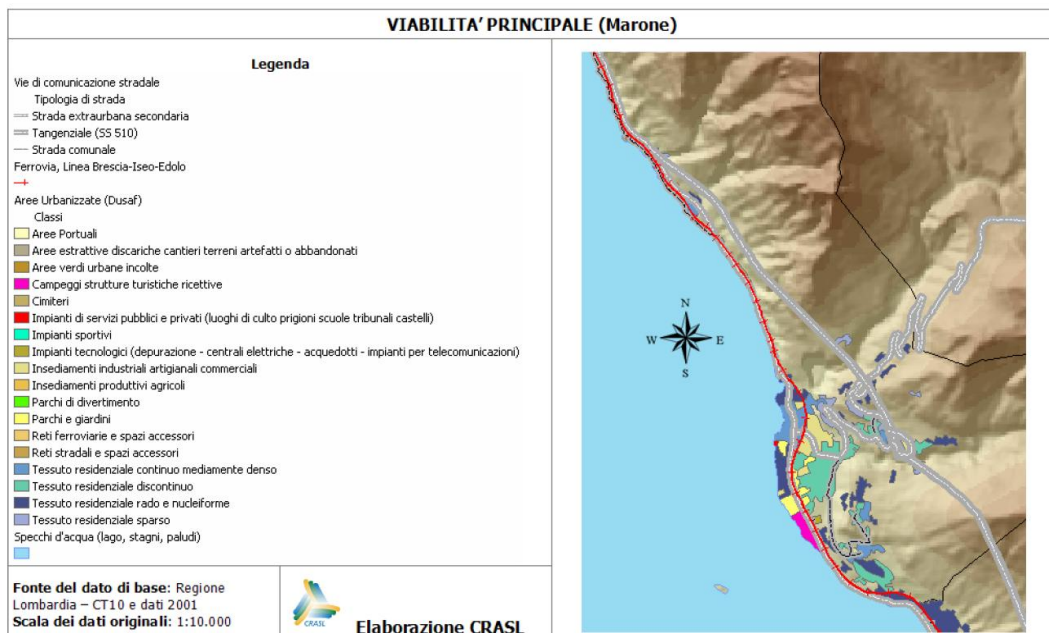 VIABILITA' PRINCIPALE (Marone)
Legenda
Vie di comunicazione stradale
Tipologia di strada
Strada extraurbana secondaria
Tangenziale (SS 510)
Strada comunale
Ferrovia, Linea Brescia-Iseo-Edolo
Aree Urbanizzate (Dusaf)
Classi
Aree Portuali
Aree estrattive discariche cantieri terreni artefatti o abbandonati
Aree verdi urbane incolte
Campeggi strutture turistiche ricettive
Cimiteri
Impianti di servizi pubblici e privati (luoghi di culto prigioni scuole tribunali castelli)
Impianti sportivi
Impianti tecnologici (depurazione - centrali elettriche - acquedotti - impianti per telecomunicazioni)
Insediamenti industriali artigianali commerciali
Insediamenti produttivi agricoli
Parchi di divertimento
Parchi e giardini
Reti ferroviarie e spazi accessori
Reti stradali e spazi accessori
Tessuto residenziale continuo mediamente denso
Tessuto residenziale discontinuo
Tessuto residenziale rado e nucleiforme
Tessuto residenziale sparso
Specchi d'acqua (lago, stagni, paludi)
N
W E
S
Fonte del dato di base: Regione
Lombardia – CT10 e dati 2001
Scala dei dati originali: 1:10.000
CRASL
Elaborazione CRASL